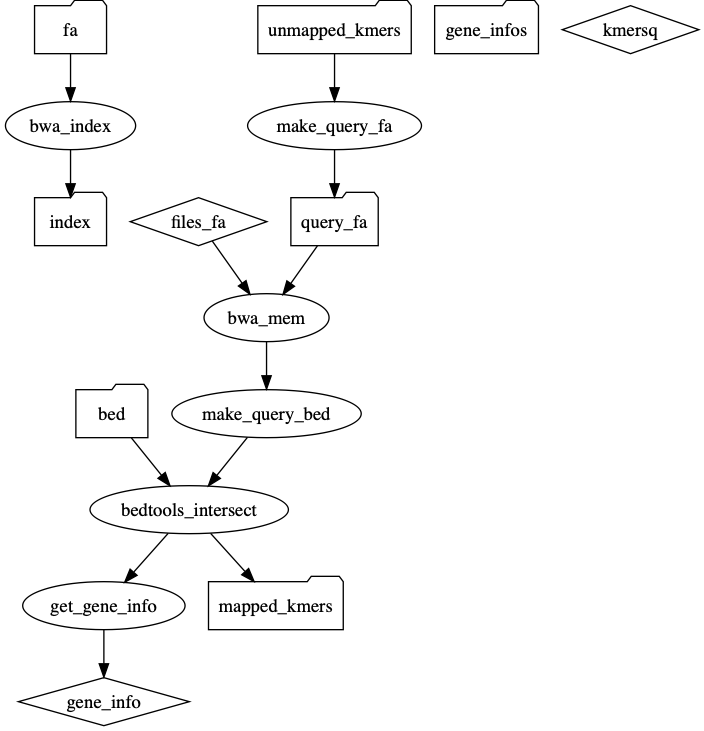 fa
unmapped_kmers
gene_infos
kmersq
bwa_index
make_query_fa
index
files_fa
query_fa
bwa_mem
bed
make_query_bed
bedtools_intersect
get_gene_info
mapped_kmers
gene_info